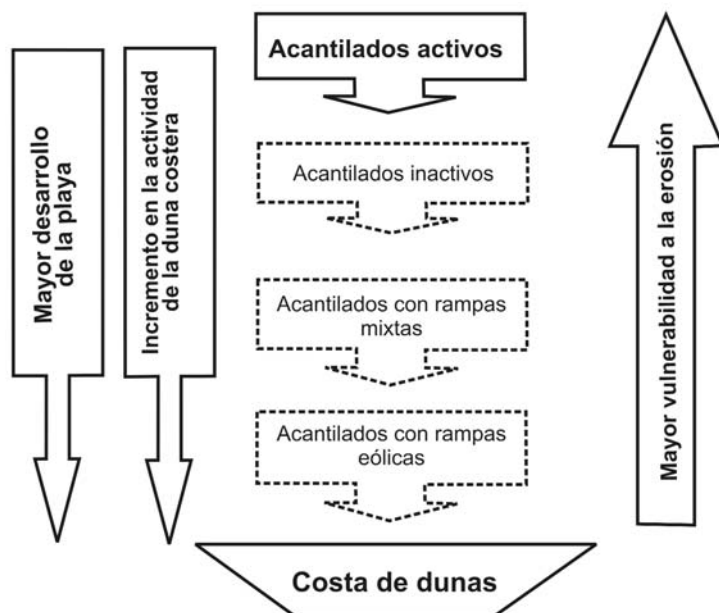 Acantilados activos
Mayor desarrollo
de la playa
Incremento en la actividad
de la duna costera
Acantilados inactivos
Acantilados con rampas
mixtas
Acantilados con rampas
eólicas
Costa de dunas
Mayor vulnerabilidad a la erosión